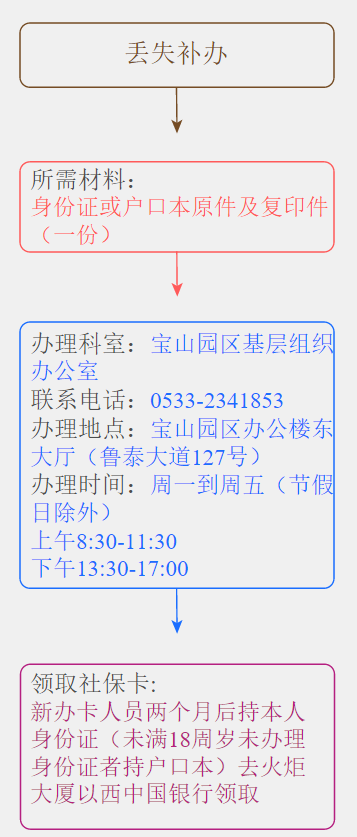 丢失补办
所需材料：
身份证或户口本原件及复印件
（一份）
办理科室：宝山园区基层组织
办公室
联系电话：0533-2341853
办理地点：宝山园区办公楼东
大厅（鲁泰大道127号）
办理时间：周一到周五（节假
日除外）
上午8:30-11:30
下午13:30-17:00
领取社保卡:
新办卡人员两个月后持本人
身份证（未满18周岁未办理
身份证者持户口本）去火炬
大厦以西中国银行领取